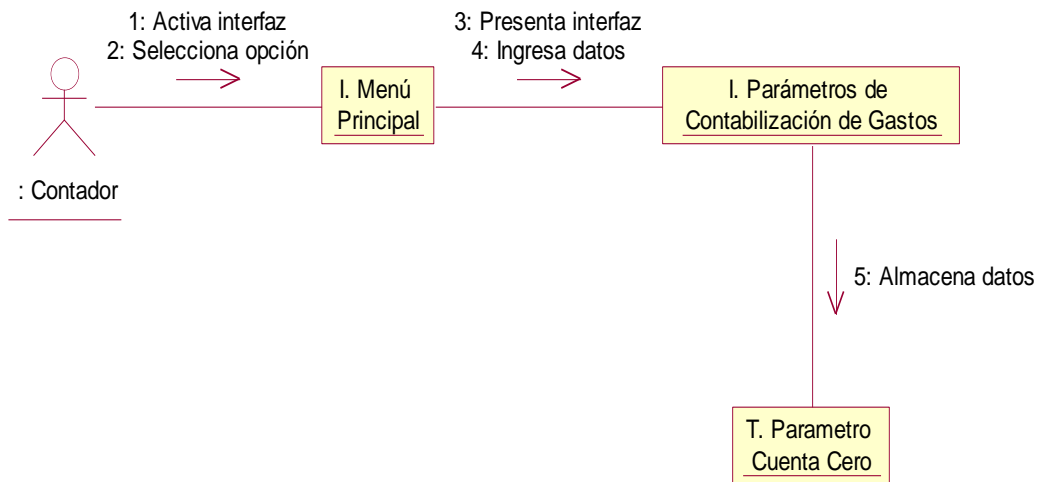 1: Activa interfaz
2: Selecciona opción
3: Presenta interfaz
4: Ingresa datos
I. Menú
Principal
I. Parámetros de
Contabilización de Gastos
: Contador
5: Almacena datos
T. Parametro
Cuenta Cero